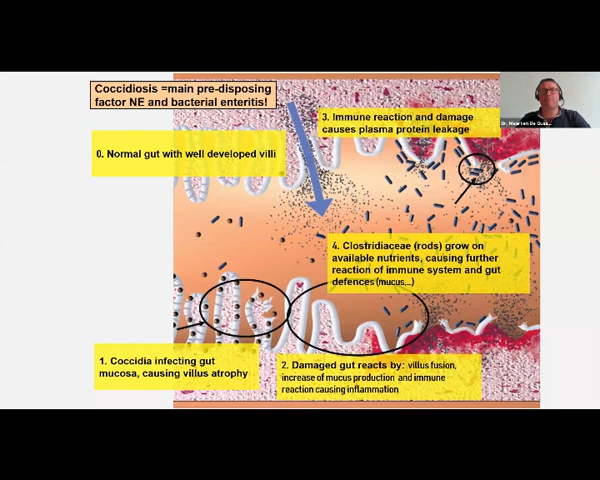 Coccidiosis =main pre-disposing
factor NE and bacterial enteritis!
3. Immune reaction and damage
causes plasma protein leakage
0. Normal gut with well developed villi
4. Clostridiaceae (rods) grow on
available nutrients, causing further
reaction of immune system and gut
defences (mucus...)
1. Coccidia infecting gut
mucosa, causing villus atrophy
2. Damaged gut reacts by: villus fusion,
increase of mucus production and immune
reaction causing inflammation
Dr. Maarten De